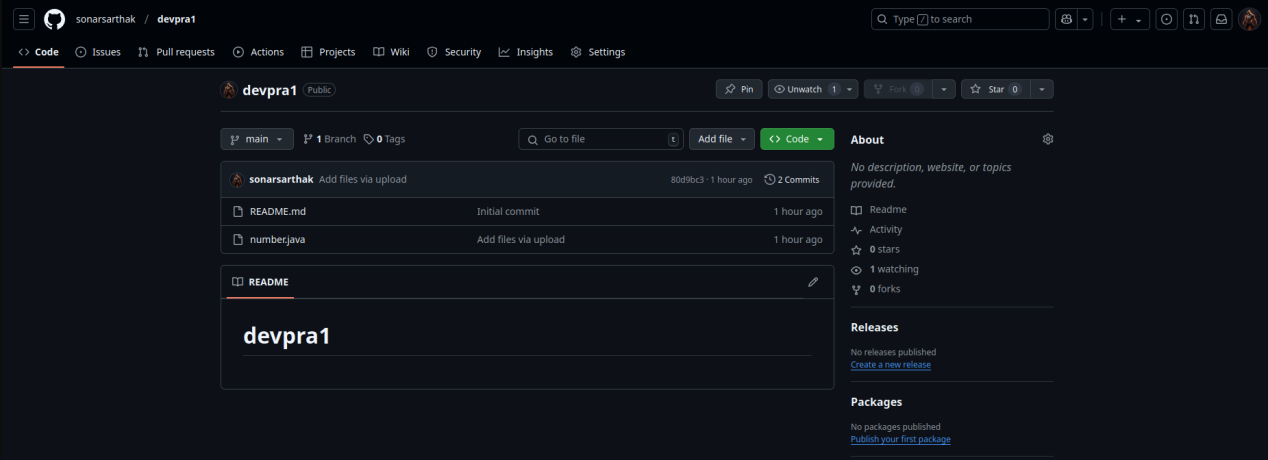 sonarsarthak / devpra1
Type / to search
Code Issues Pull requests Actions Projects Wiki Security Insights Settings
devpra1 Public
Pin Unwatch 1 Fork 0 Star 0
main 1 Branch 0 Tags
Go to file t
Add file Code
sonarsarthak Add files via upload 80d9bc3 · 1 hour ago 2 Commits
README.md Initial commit 1 hour ago
number.java Add files via upload 1 hour ago
README
devpra1
About
No description, website, or topics
provided.
Readme
Activity
0 stars
1 watching
0 forks
Releases
No releases published
Create a new release
Packages
No packages published
Publish your first package